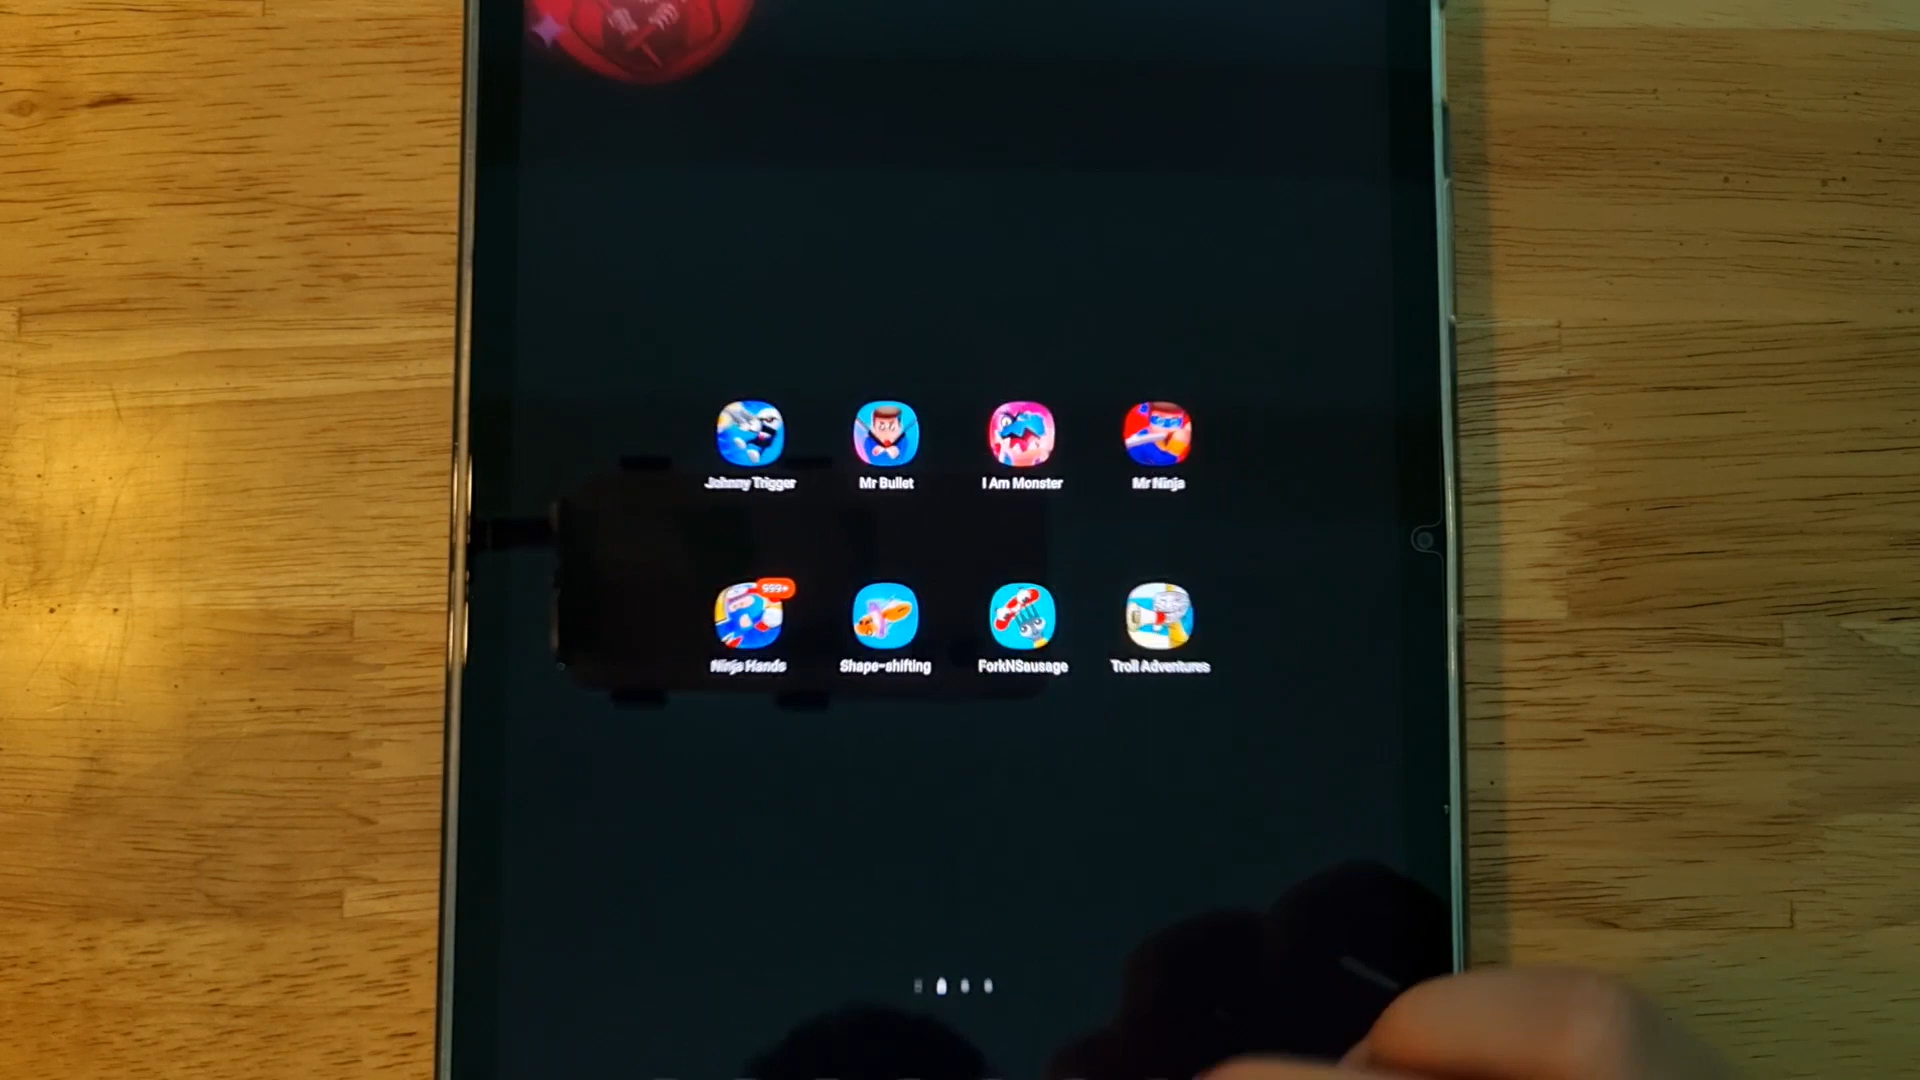 Johnny Trigger
Mr Bullet
I Am Monster
Mr Ninja
999+
Ninja Hands
Shape-shifting
ForkNSausage
Troll Adventures